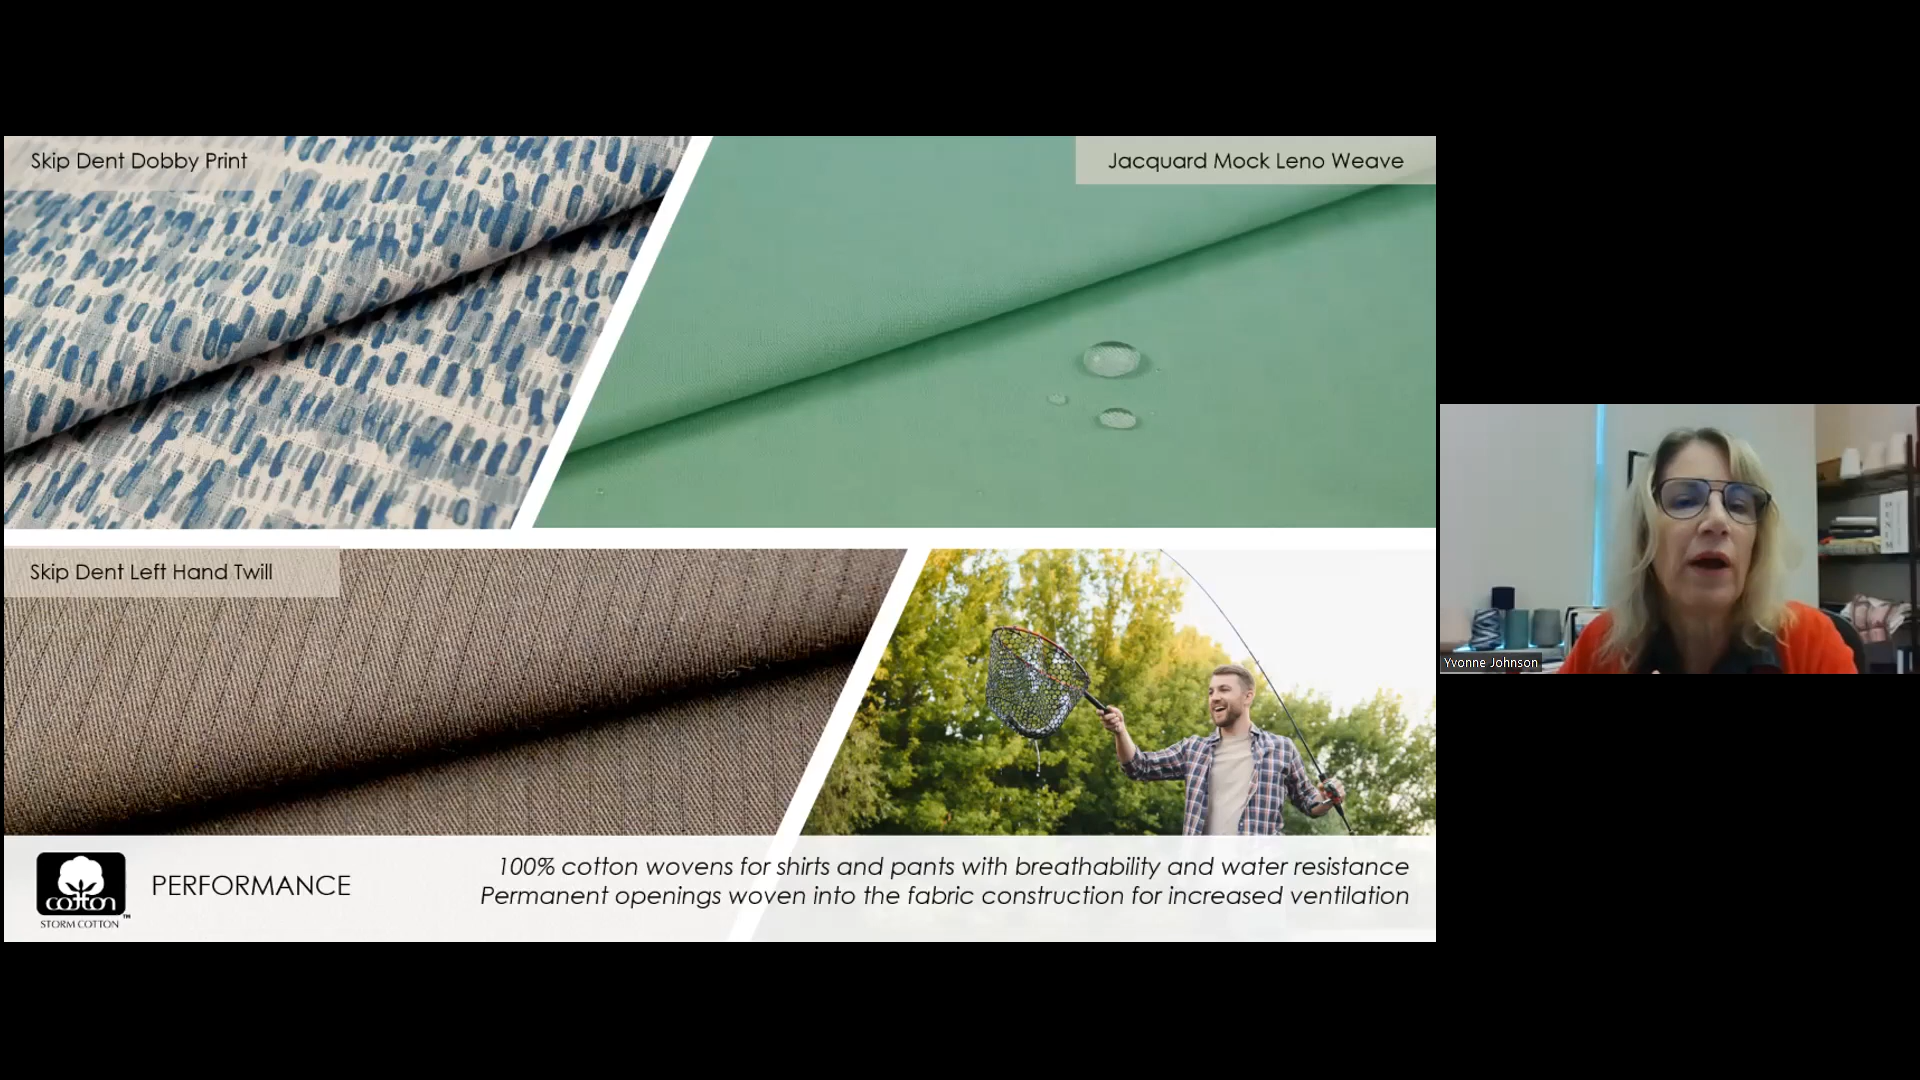 Skip Dent Dobby Print
Jacquard Mock Leno Weave
Skip Dent Left Hand Twill
cotton
STORM COTTON™
PERFORMANCE
100% cotton wovens for shirts and pants with breathability and water resistance
Permanent openings woven into the fabric construction for increased ventilation
DENIM
Yvonne Johnson